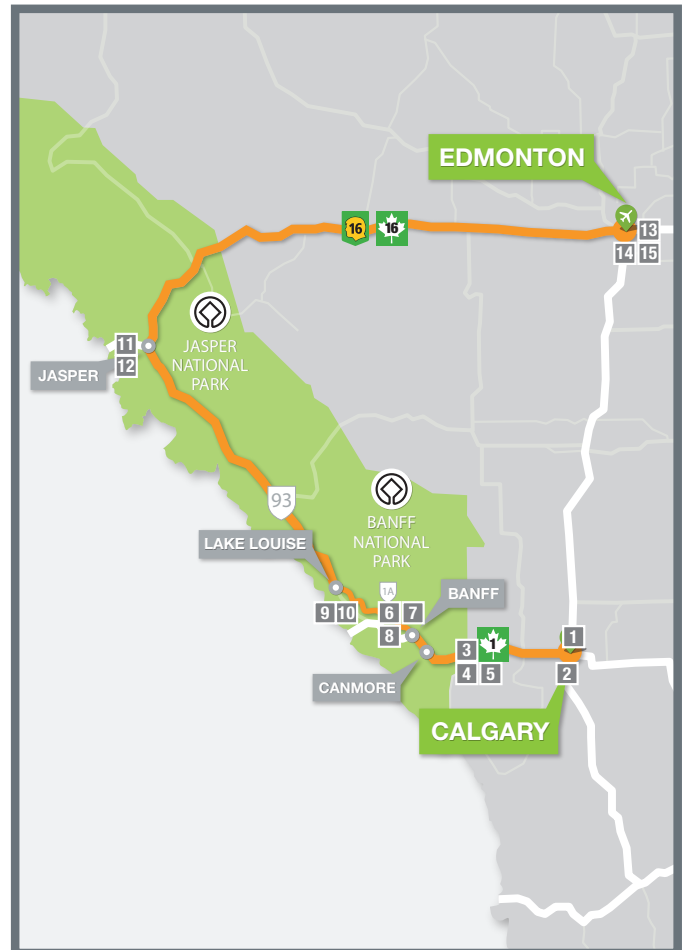 EDMONTON
16
16
13
14
15
JASPER
NATIONAL
PARK
11
12
JASPER
93
BANFF
NATIONAL
PARK
LAKE LOUISE
1A
BANFF
9
10
6
7
8
1
1
3
4
5
2
CANMORE
CALGARY